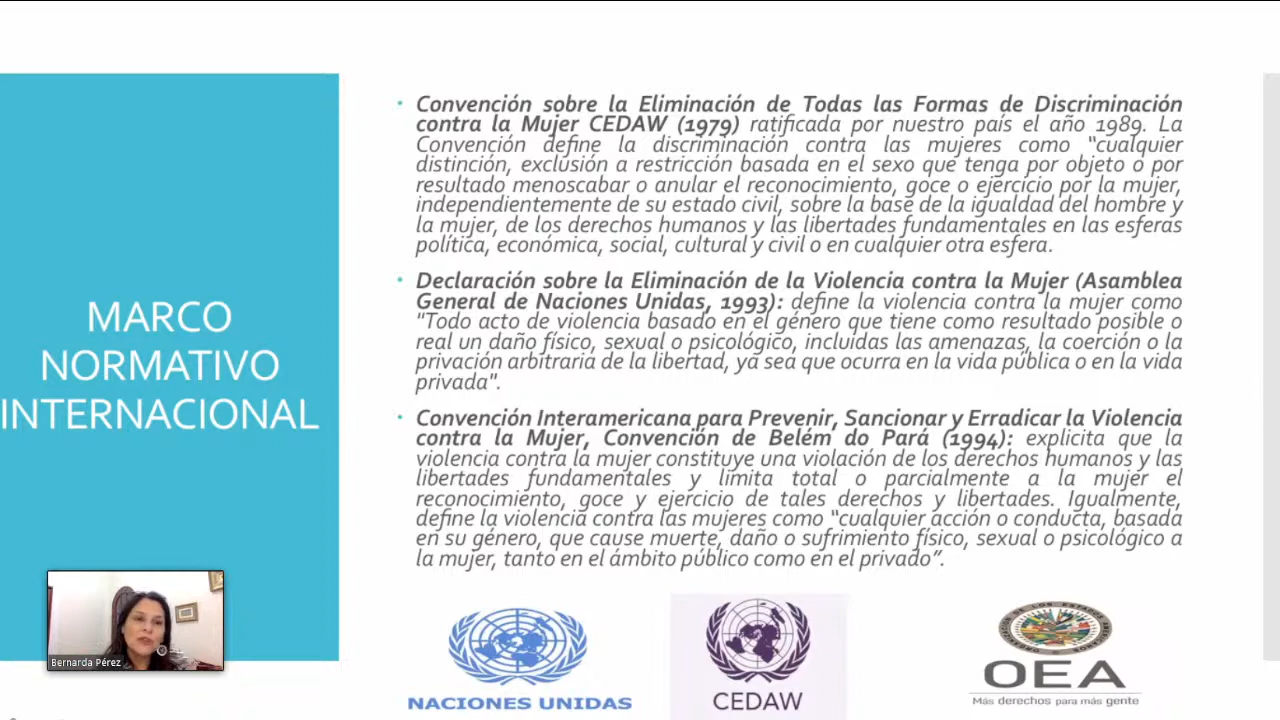 MARCO
NORMATIVO
INTERNACIONAL
Convención sobre la Eliminación de Todas las Formas de Discriminación
contra la Mujer CEDAW (1979) ratificada por nuestro país el año 1989. La
Convención define la discriminación contra las mujeres como "cualquier
distinción, exclusión a restricción basada en el sexo que tenga por objeto o por
resultado menoscabar o anular el reconocimiento, goce o ejercicio por la mujer,
independientemente de su estado civil, sobre la base de la igualdad del hombre y
la mujer, de los derechos humanos y las libertades fundamentales en las esferas
política, económica, social, cultural y civil o en cualquier otra esfera.
Declaración sobre la Eliminación de la Violencia contra la Mujer (Asamblea
General de Naciones Unidas, 1993): define la violencia contra la mujer como
"Todo acto de violencia basado en el género que tiene como resultado posible o
real un daño físico, sexual o psicológico, incluidas las amenazas, la coerción o la
privación arbitraria de la libertad, ya sea que ocurra en la vida pública o en la vida
privada".
Convención Interamericana para Prevenir, Sancionar y Erradicar la Violencia
contra la Mujer, Convención de Belém do Pará (1994): explicita que la
violencia contra la mujer constituye una violación de los derechos humanos y las
libertades fundamentales y limita total o parcialmente a la mujer el
reconocimiento, goce y ejercicio de tales derechos y libertades. Igualmente,
define la violencia contra las mujeres como "cualquier acción o conducta, basada
en su género, que cause muerte, daño o sufrimiento físico, sexual o psicológico a
la mujer, tanto en el ámbito público como en el privado".
Bernarda Pérez
NACIONES UNIDAS
CEDAW
OEA
Más derechos para más gente